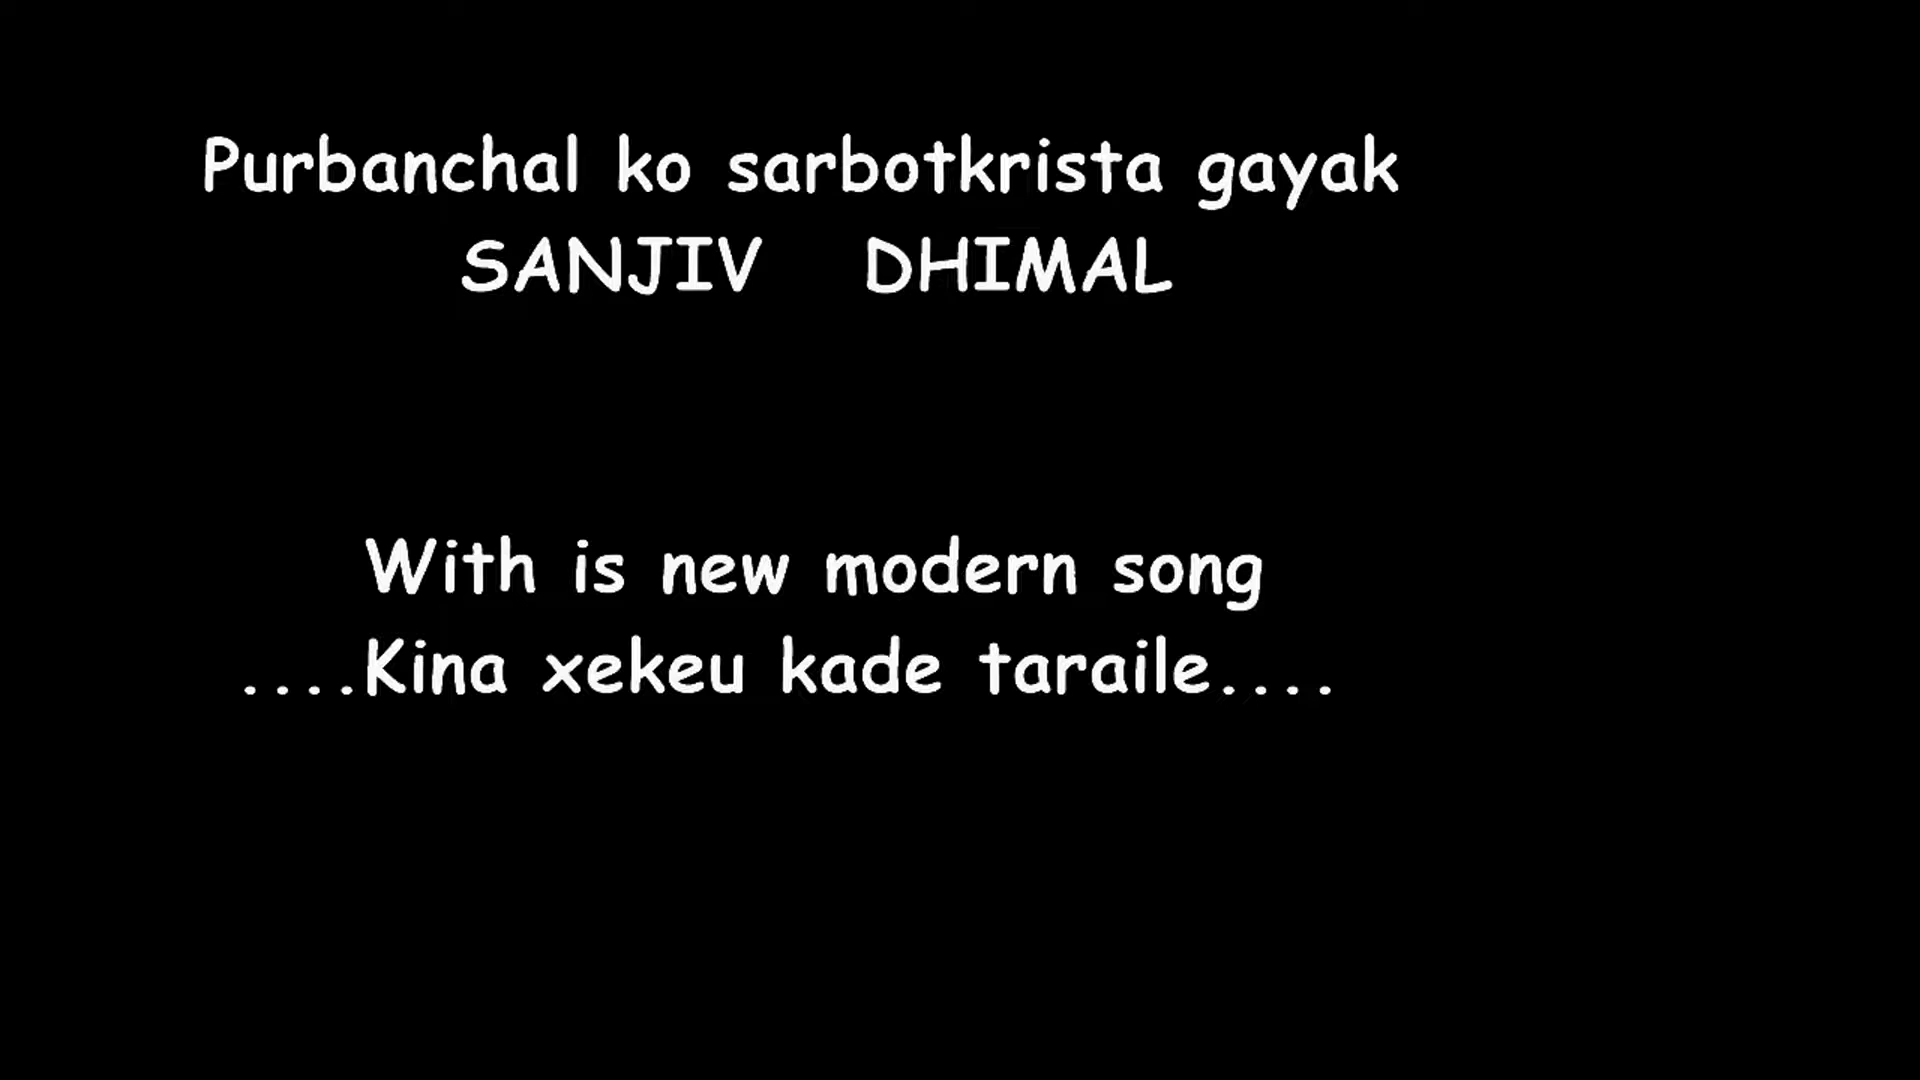 Purbanchal ko sarbotkrista gayak
SANJIV DHIMAL
With is new modern song
....Kina xekeu kade taraile....